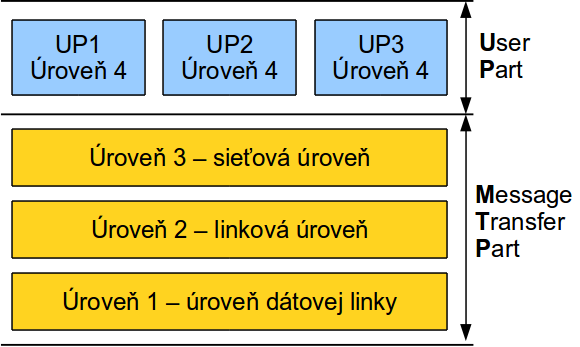 UP1
Úroveň 4
UP2
Úroveň 4
UP3
Úroveň 4
User
Part
Úroveň 3 – sieťová úroveň
Úroveň 2 – linková úroveň
Úroveň 1 – úroveň dátovej linky
Message
Transfer
Part